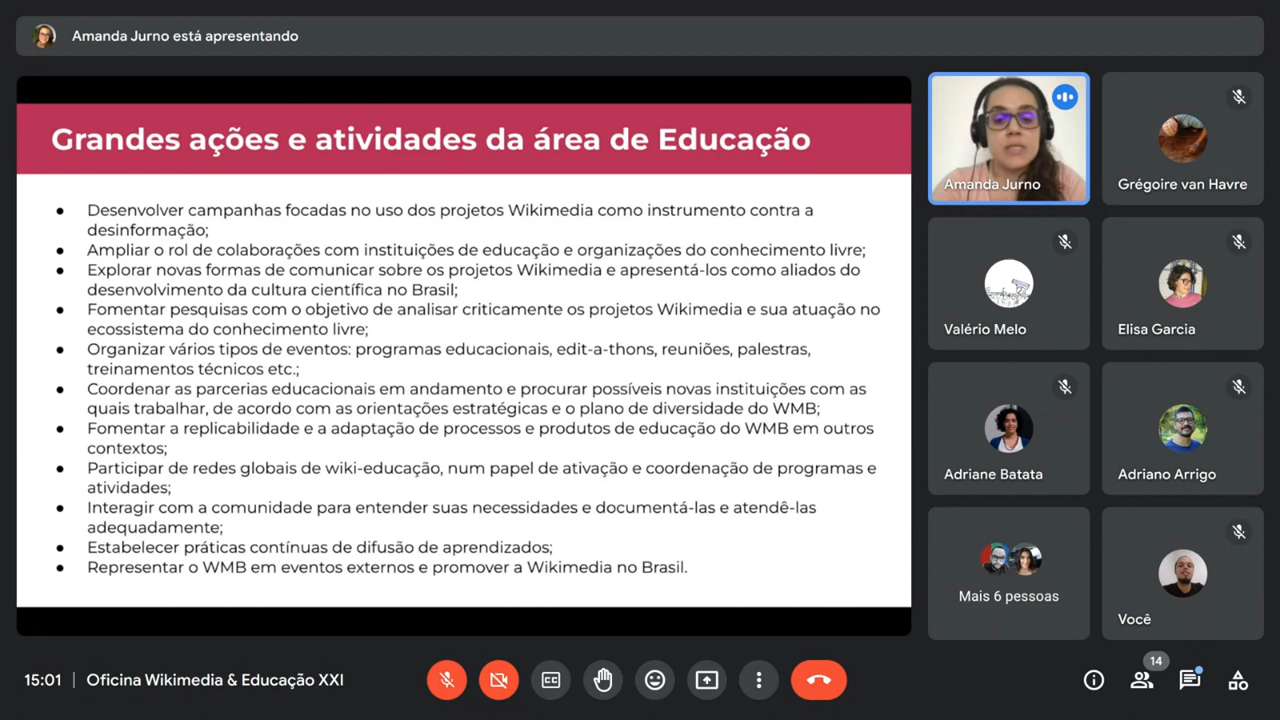 Amanda Jurno está apresentando
Grandes ações e atividades da área de Educação
● Desenvolver campanhas focadas no uso dos projetos Wikimedia como instrumento contra a
desinformação;
● Ampliar o rol de colaborações com instituições de educação e organizações do conhecimento livre;
● Explorar novas formas de comunicar sobre os projetos Wikimedia e apresentá-los como aliados do
desenvolvimento da cultura científica no Brasil;
● Fomentar pesquisas com o objetivo de analisar criticamente os projetos Wikimedia e sua atuação no
ecossistema do conhecimento livre;
● Organizar vários tipos de eventos: programas educacionais, edit-a-thons, reuniões, palestras,
treinamentos técnicos etc.;
● Coordenar as parcerias educacionais em andamento e procurar possíveis novas instituições com as
quais trabalhar, de acordo com as orientações estratégicas e o plano de diversidade do WMB;
● Fomentar a replicabilidade e a adaptação de processos e produtos de educação do WMB em outros
contextos;
● Participar de redes globais de wiki-educação, num papel de ativação e coordenação de programas e
atividades;
● Interagir com a comunidade para entender suas necessidades e documentá-las e atendê-las
adequadamente;
● Estabelecer práticas contínuas de difusão de aprendizados;
● Representar o WMB em eventos externos e promover a Wikimedia no Brasil.
Amanda Jurno
Grégoire van Havre
Valério Melo
Elisa Garcia
Adriane Batata
Adriano Arrigo
Mais 6 pessoas
Você
15:01 | Oficina Wikimedia & Educação XXI
CC
14